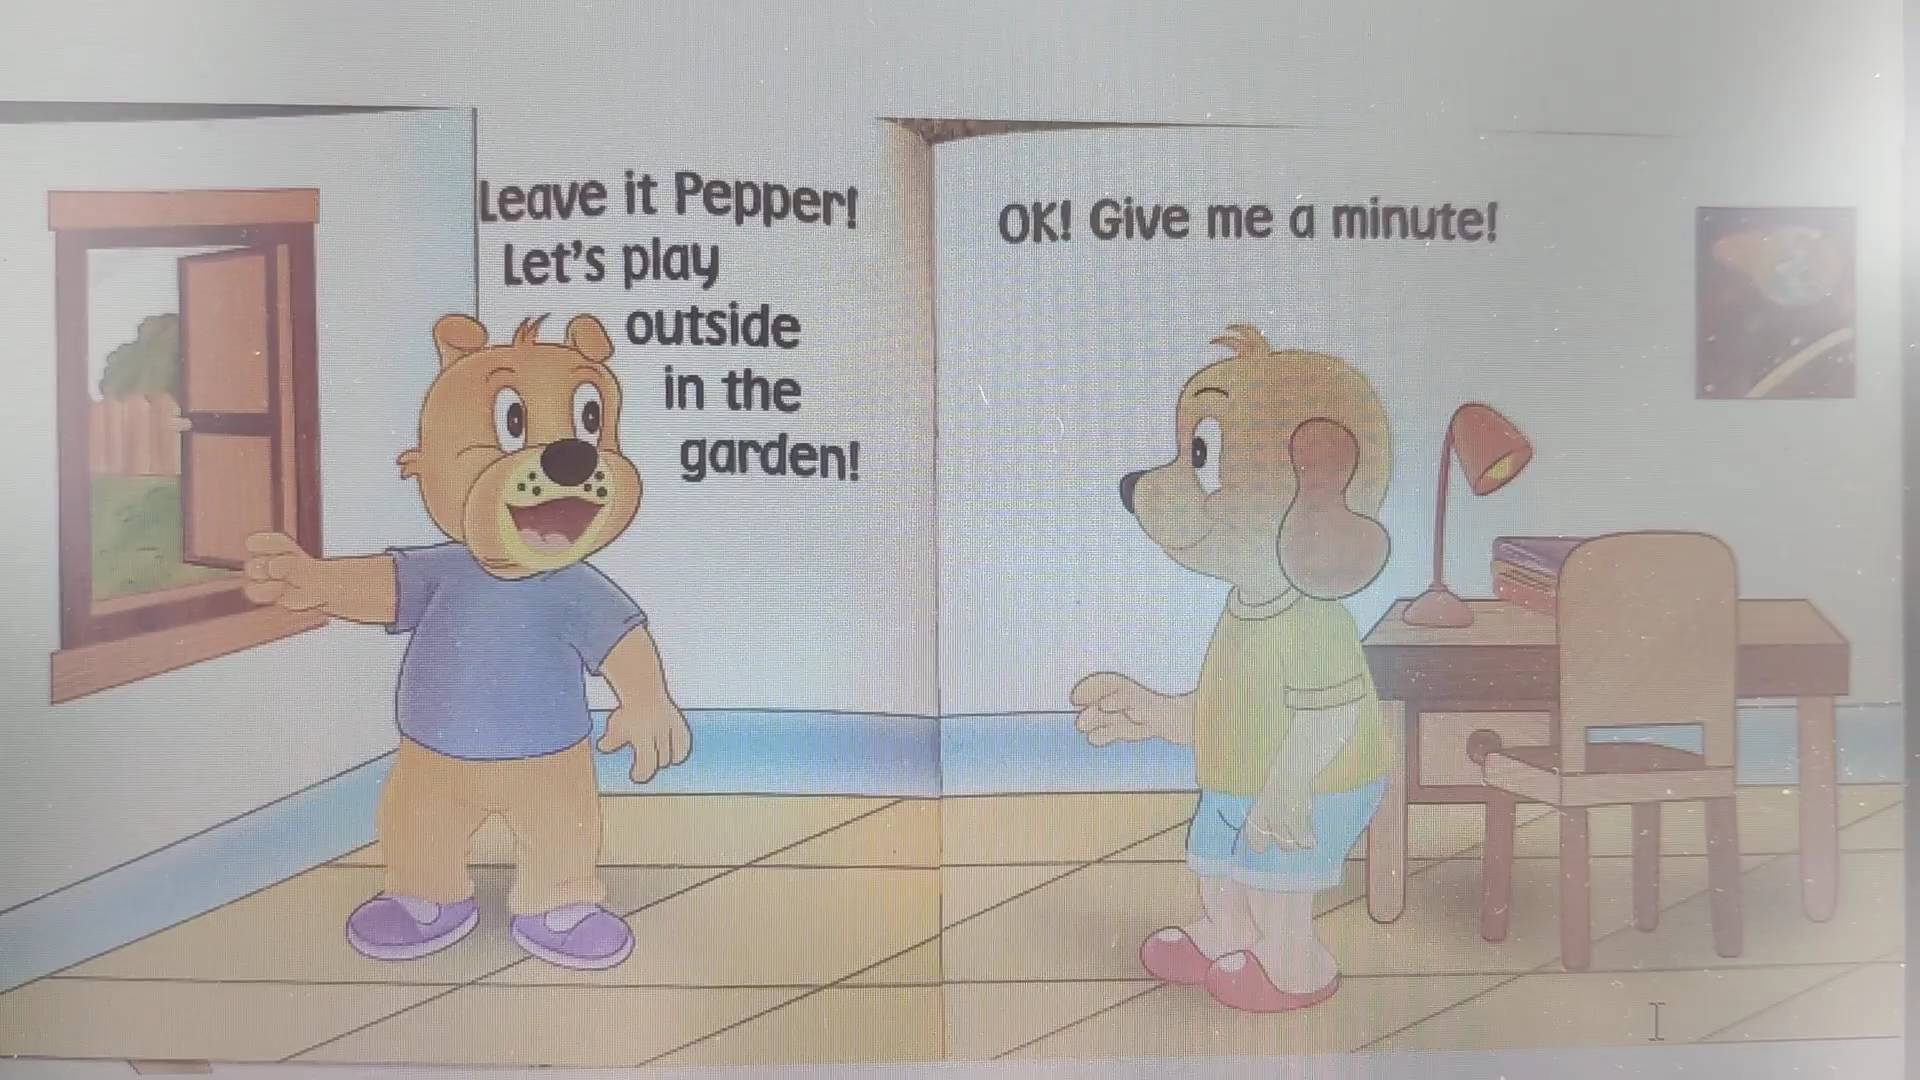 Leave it Pepper!
Let's play
outside
in the
garden!
OK! Give me a minute!